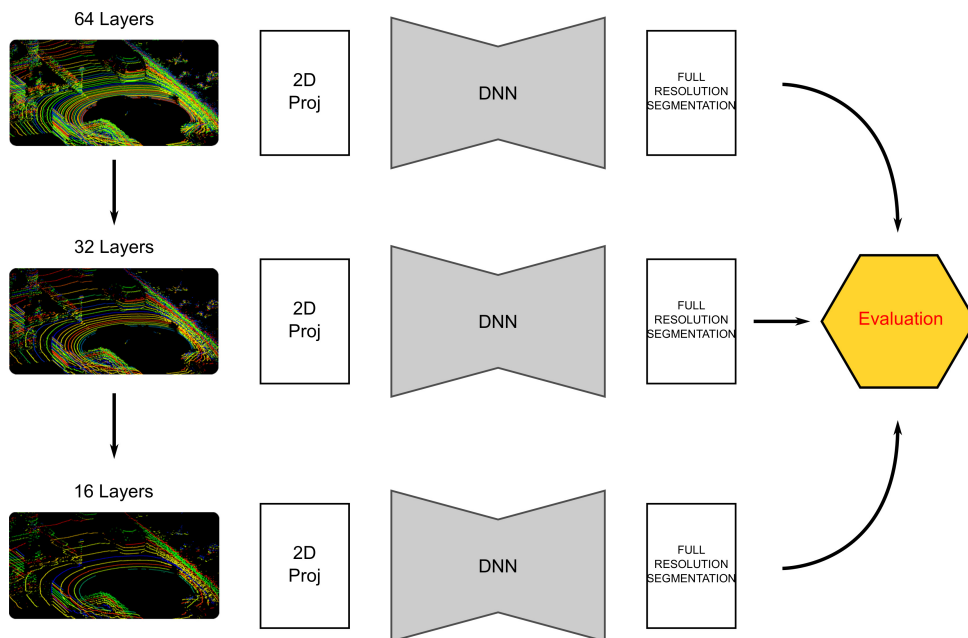 64 Layers
2D
Proj
DNN
FULL
RESOLUTION
SEGMENTATION
32 Layers
2D
Proj
DNN
FULL
RESOLUTION
SEGMENTATION
Evaluation
16 Layers
2D
Proj
DNN
FULL
RESOLUTION
SEGMENTATION